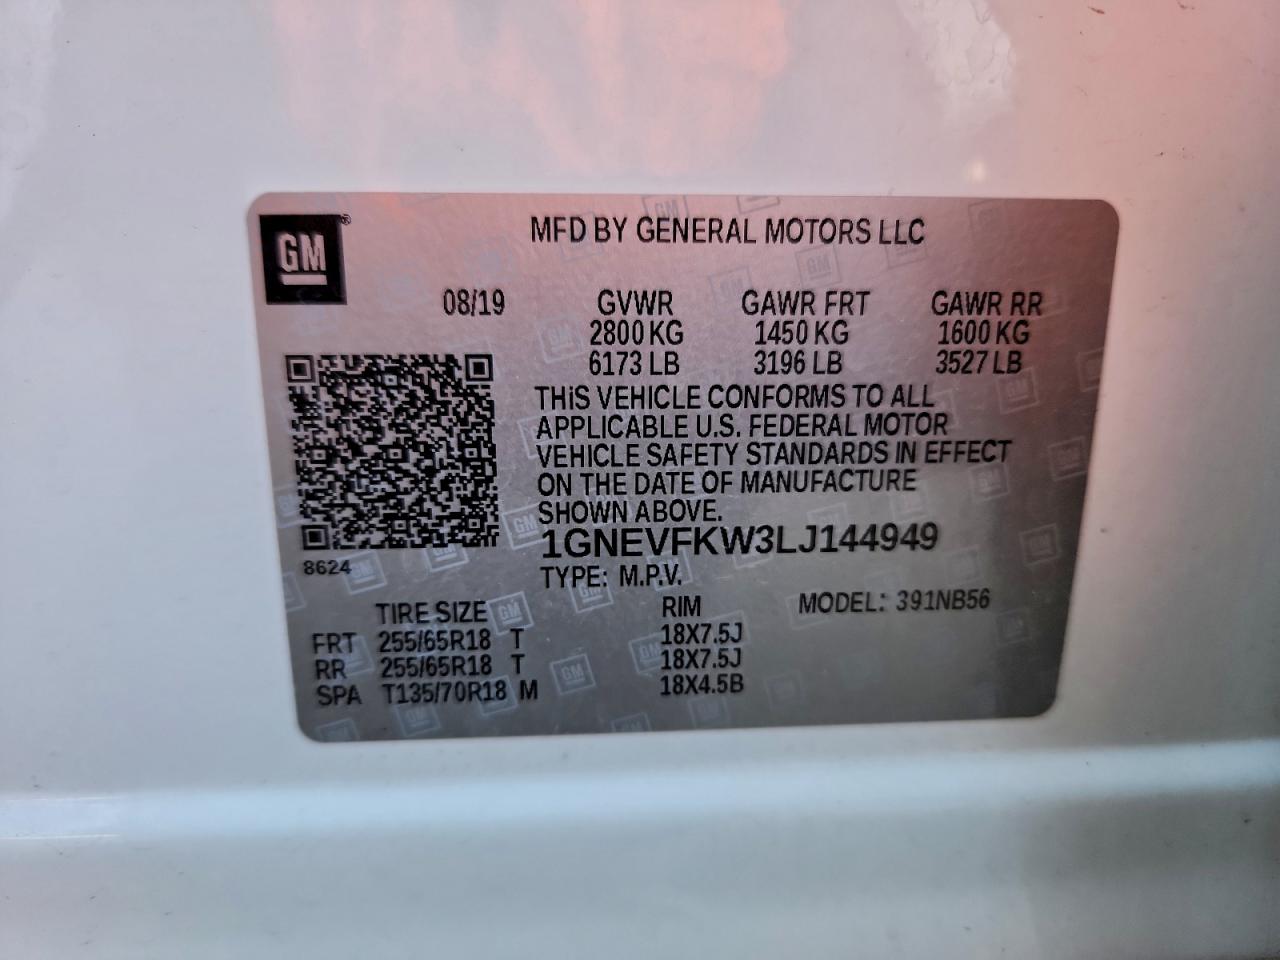 GM®
MFD BY GENERAL MOTORS LLC
08/19 GVWR GAWR FRT GAWR RR
2800 KG 1450 KG 1600 KG
6173 LB 3196 LB 3527 LB
THiS VEHICLE CONFORMS TO ALL
APPLICABLE U.S. FEDERAL MOTOR
VEHICLE SAFETY STANDARDS IN EFFECT
ON THE DATE OF MANUFACTURE
SHOWN ABOVE.
1GNEVFKW3LJ144949
8624
TYPE: M.P.V.
TIRE SIZE RIM MODEL: 391NB56
FRT 255/65R18 T 18X7.5J
RR 255/65R18 T 18X7.5J
SPA T135/70R18 M 18X4.5B